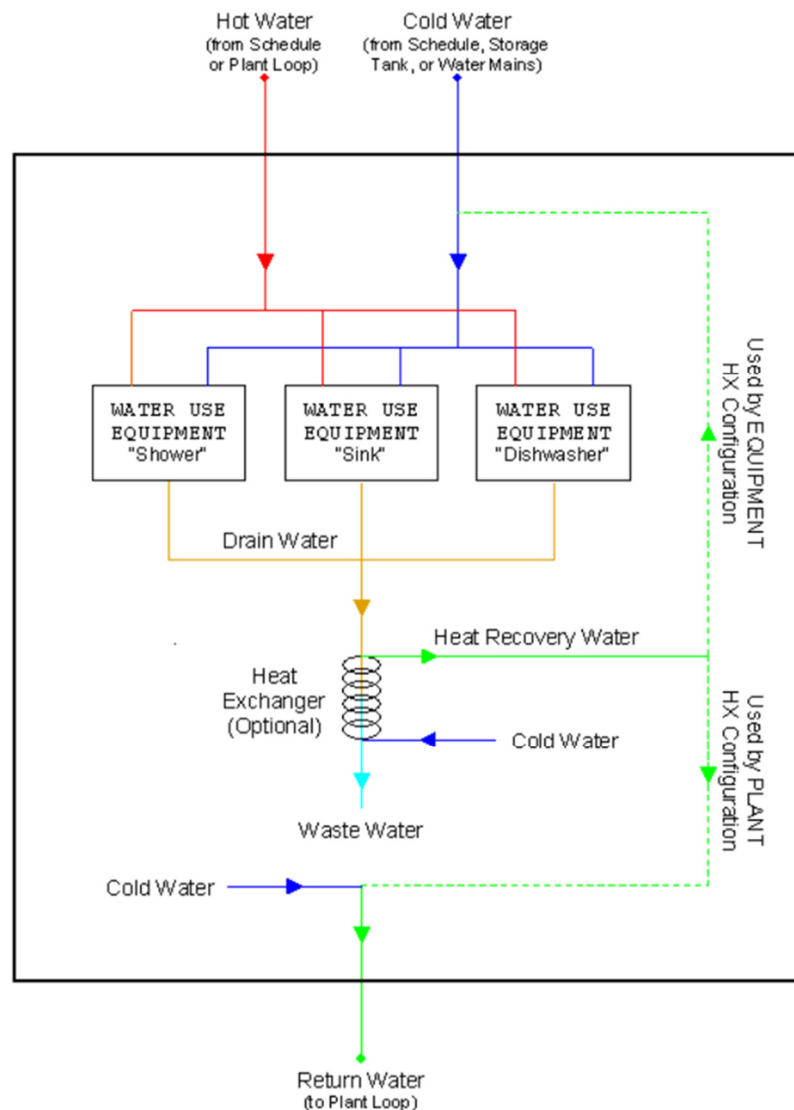 Hot Water
(from Schedule
or Plant Loop)
Cold Water
(from Schedule, Storage
Tank, or Water Mains)
WATER USE
EQUIPMENT
"Shower"
WATER USE
EQUIPMENT
"Sink"
WATER USE
EQUIPMENT
"Dishwasher"
Used by EQUIPMENT
HX Configuration
Drain Water
Heat Recovery Water
Heat
Exchanger
(Optional)
Cold Water
Used by PLANT
HX Configuration
Waste Water
Cold Water
Return Water
(to Plant Loop)